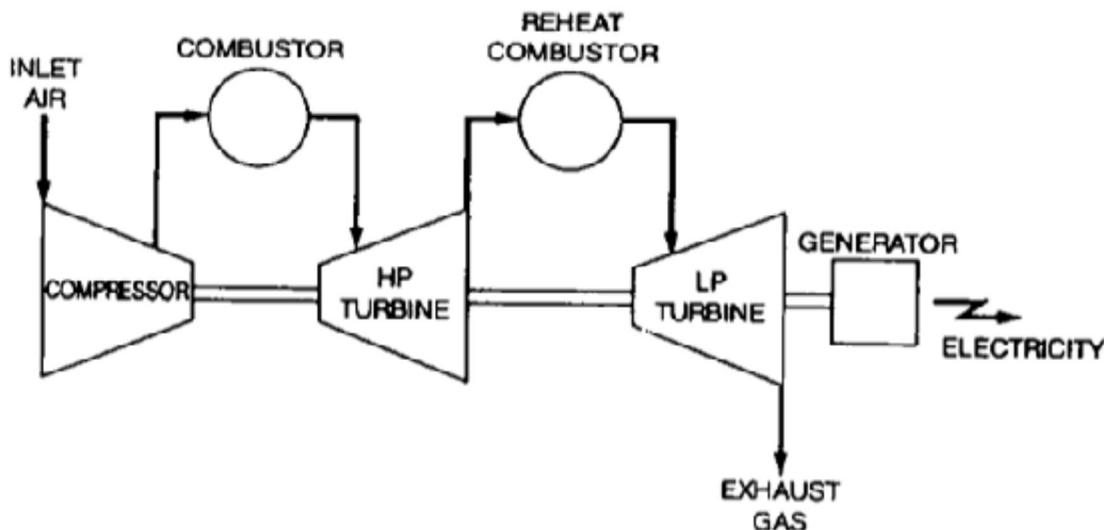 INLET
AIR
COMBUSTOR
REHEAT
COMBUSTOR
COMPRESSOR
HP
TURBINE
LP
TURBINE
GENERATOR
ELECTRICITY
EXHAUST
GAS